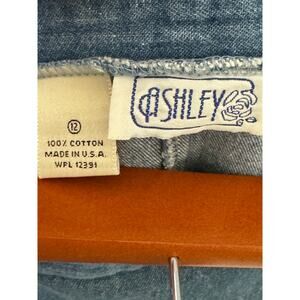 12
100% COTTON
MADE IN U.S.A.
WPL 12391
ASHLEY